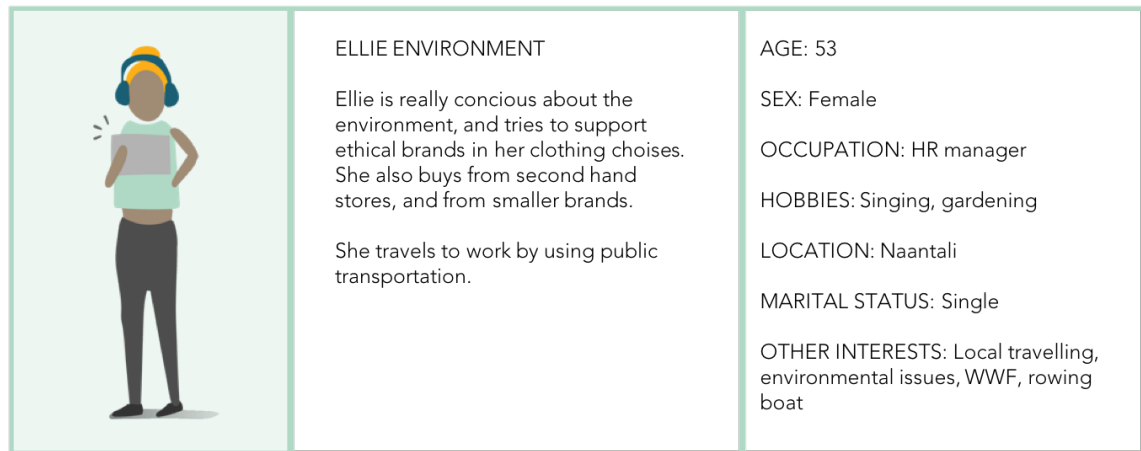 ELLIE ENVIRONMENT
Ellie is really concious about the
environment, and tries to support
ethical brands in her clothing choises.
She also buys from second hand
stores, and from smaller brands.
She travels to work by using public
transportation.
AGE: 53
SEX: Female
OCCUPATION: HR manager
HOBBIES: Singing, gardening
LOCATION: Naantali
MARITAL STATUS: Single
OTHER INTERESTS: Local travelling,
environmental issues, WWF, rowing
boat